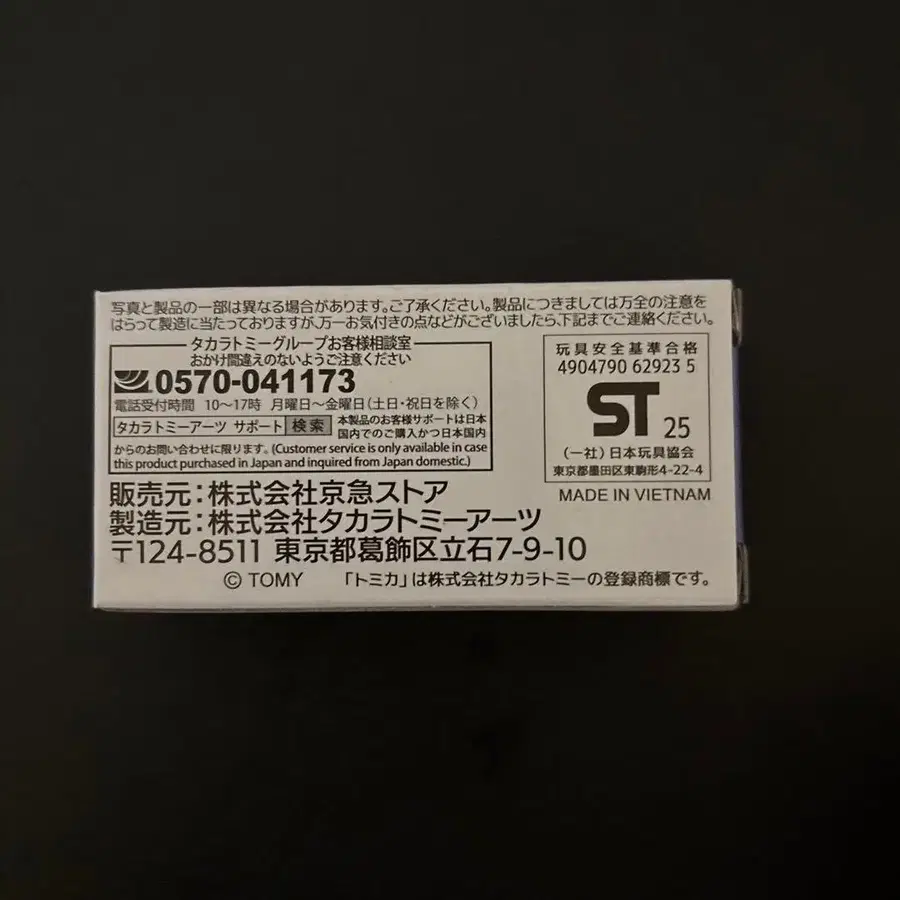 写真と製品の一部は異なる場合があります。ご了承ください。製品につきましては万全の注意を
はらって製造に当たっておりますが、万一お気付きの点などがございましたら、下記までご連絡ください。
タカラトミーグループお客様相談室
おかけ間違えのないようご注意ください
0570-041173
電話受付時間 10〜17時 月曜日〜金曜日(土日・祝日を除く)
タカラトミーアーツ サポート 検索 本製品のお客様サポートは日本
国内でのご購入かつ日本国内
からのお問い合わせに限ります。(Customer service is only available in case
this product purchased in Japan and inquired from Japan domestic.)
玩具安全基準合格
4904790 62923 5
ST 25
(一社)日本玩具協会
東京都墨田区東駒形4-22-4
MADE IN VIETNAM
販売元:株式会社京急ストア
製造元:株式会社タカラトミーアーツ
〒124-8511 東京都葛飾区立石7-9-10
© TOMY 「トミカ」は株式会社タカラトミーの登録商標です。